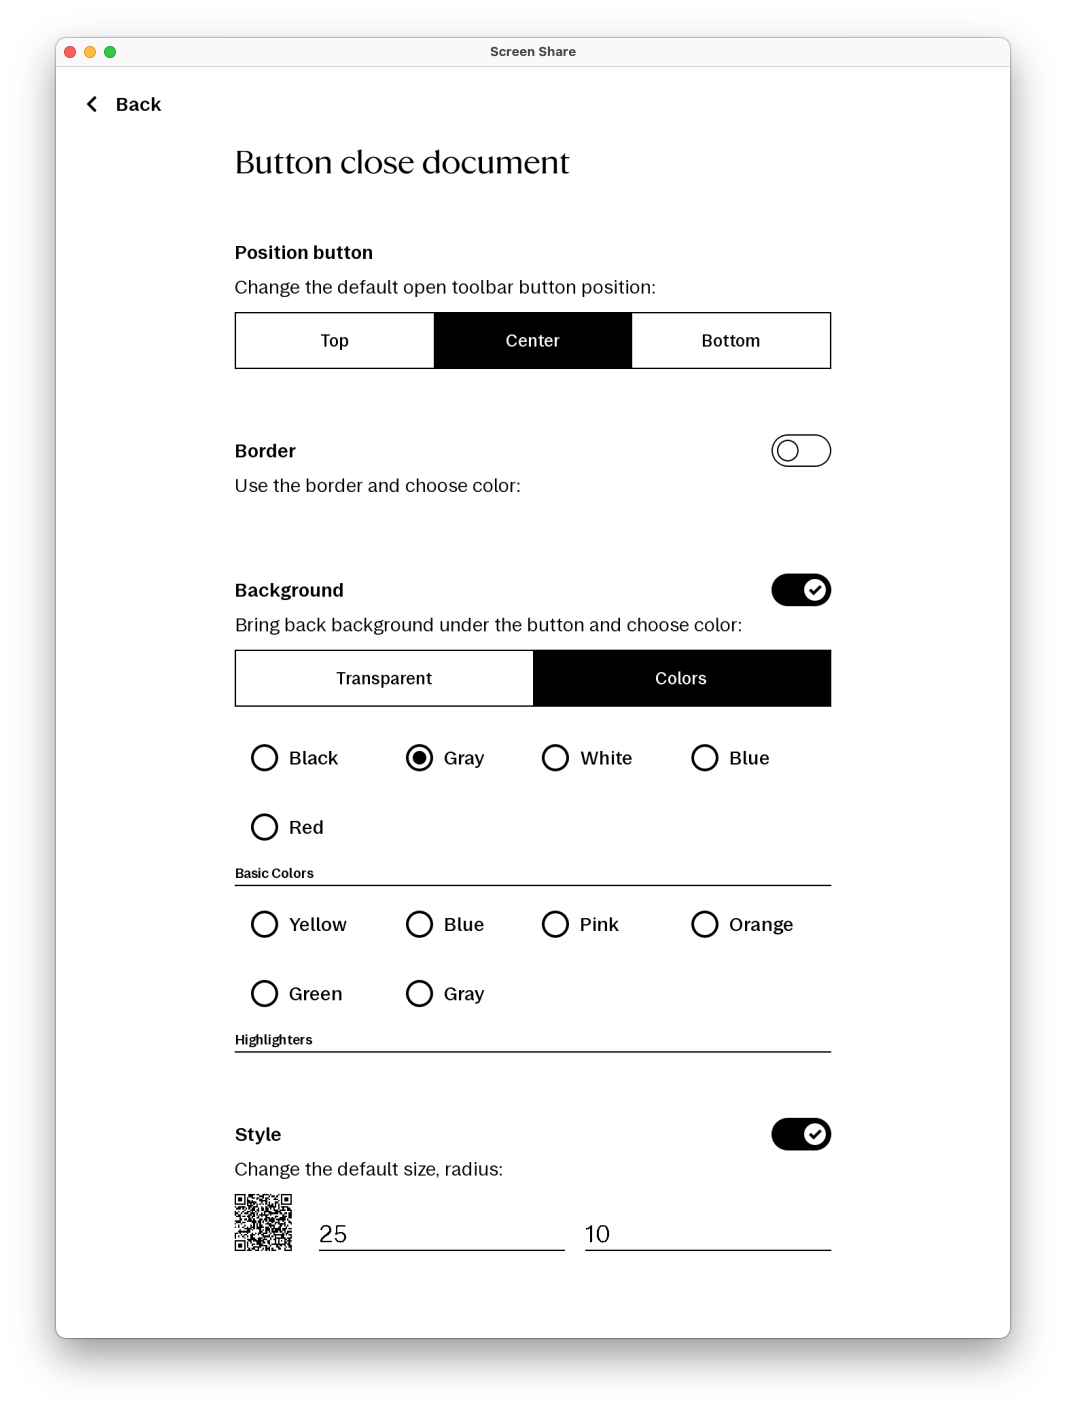 Screen Share
Back
Button close document
Position button
Change the default open toolbar button position:
Top Center Bottom
Border
Use the border and choose color:
Background
Bring back background under the button and choose color:
Transparent Colors
Black Gray White Blue
Red
Basic Colors
Yellow Blue Pink Orange
Green Gray
Highlighters
Style
Change the default size, radius:
25 10